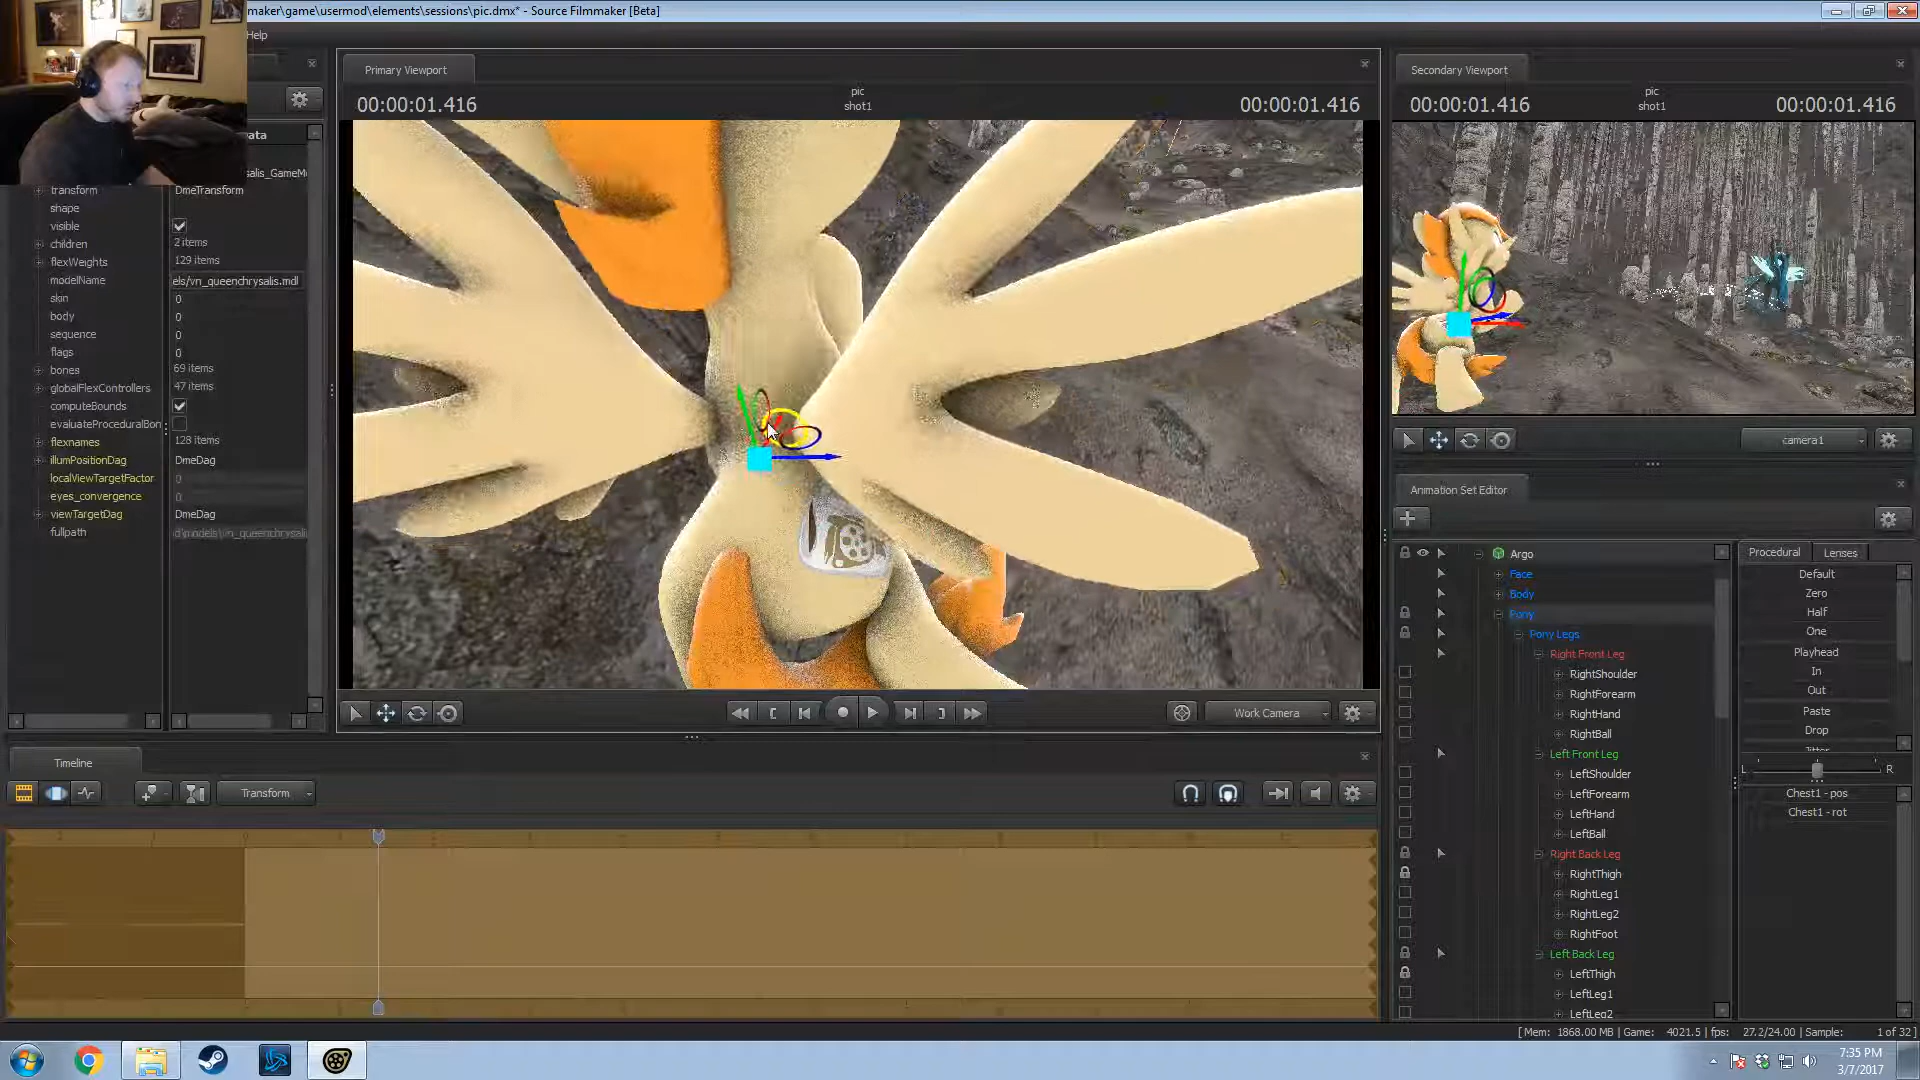 maker\game\usermod\elements\sessions\pic.dmx* - Source Filmmaker [Beta]
Help
Primary Viewport
00:00:01.416
pic
shot1
00:00:01.416
Secondary Viewport
00:00:01.416
pic
shot1
00:00:01.416
transform
DmeTransform
shape
visible
children
2 items
flexWeights
129 items
modelName
els/vn_queenchrysalis.mdl
skin
0
body
0
sequence
0
flags
0
bones
69 items
globalFlexControllers
47 items
computeBounds
evaluateProceduralBon
flexnames
128 items
illumPositionDag
DmeDag
localViewTargetFactor
0
eyes_convergence
0
viewTargetDag
DmeDag
fullpath
d\models\vn_queenchrysali
Work Camera
camera1
Animation Set Editor
Argo
Face
Body
Pony
Pony Legs
Right Front Leg
RightShoulder
RightForearm
RightHand
RightBall
Left Front Leg
LeftShoulder
LeftForearm
LeftHand
LeftBall
Right Back Leg
RightThigh
RightLeg1
RightLeg2
RightFoot
Left Back Leg
LeftThigh
LeftLeg1
LeftLeg2
Procedural
Lenses
Default
Zero
Half
One
Playhead
In
Out
Paste
Drop
Jitter
L
R
Chest1 - pos
Chest1 - rot
Timeline
Transform
[ Mem: 1868.00 MB | Game: 4021.5 | fps: 27.2/24.00 | Sample: 1 of 32 ]
7:35 PM
3/7/2017